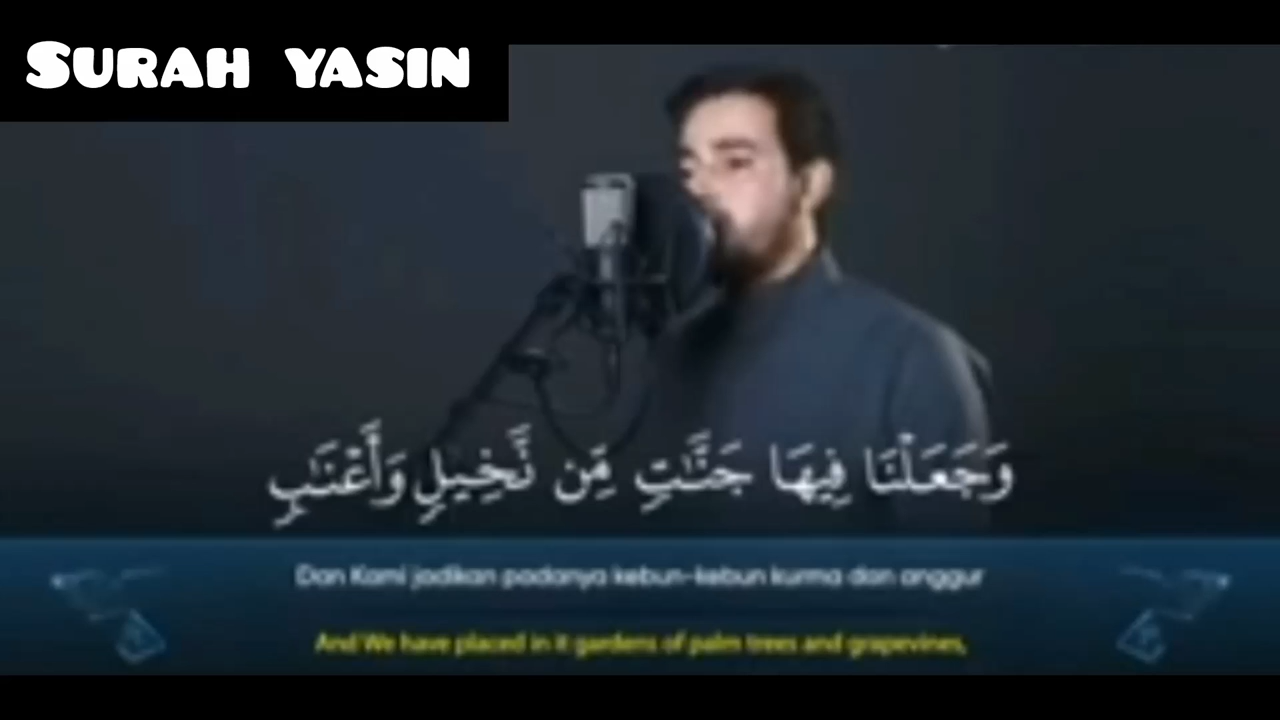 SURAH YASIN
وَجَعَلْنَا فِيهَا جَنَّٰتٍ مِّن نَّخِيلٍ وَأَعْنَٰبٍ
Dan Kami jadikan padanya kebun-kebun kurma dan anggur
And We have placed in it gardens of palm trees and grapevines,